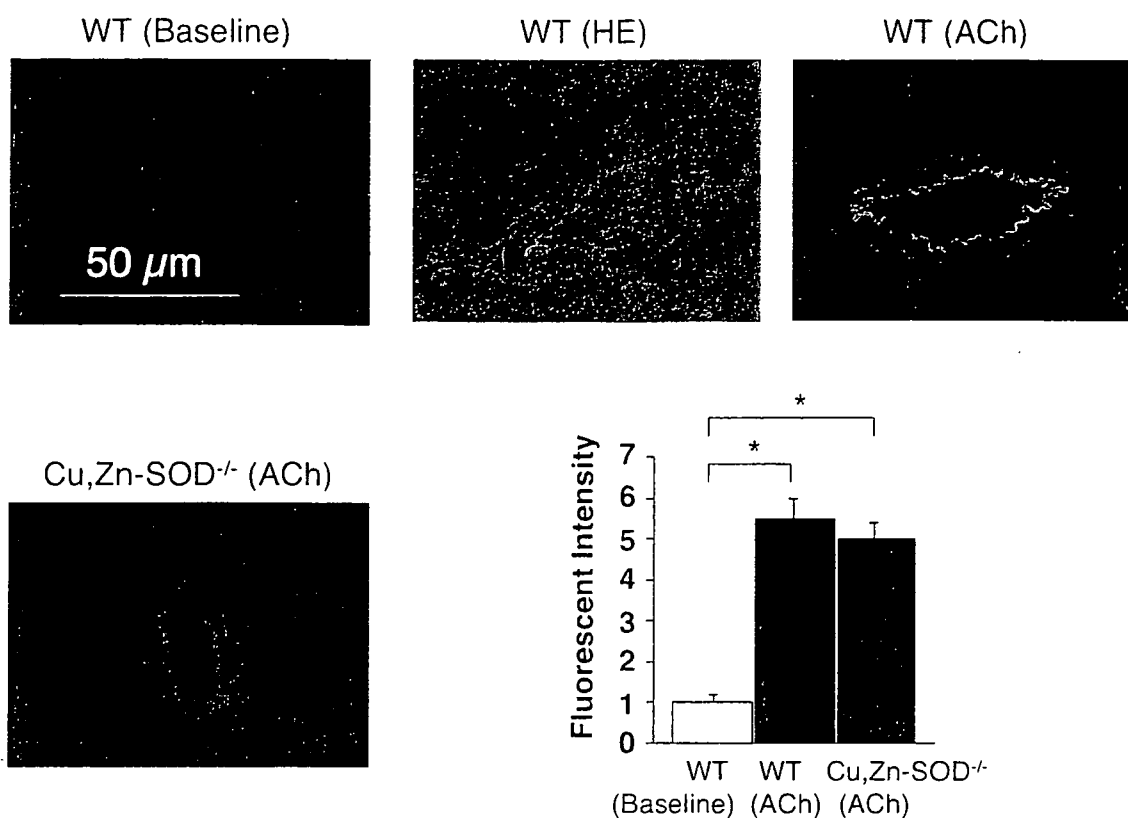 WT (Baseline)
WT (HE)
WT (ACh)
50 µm
Cu,Zn-SOD-/- (ACh)
*
*
Fluorescent Intensity
7
6
5
4
3
2
1
0
WT WT Cu,Zn-SOD-/-
(Baseline) (ACh) (ACh)